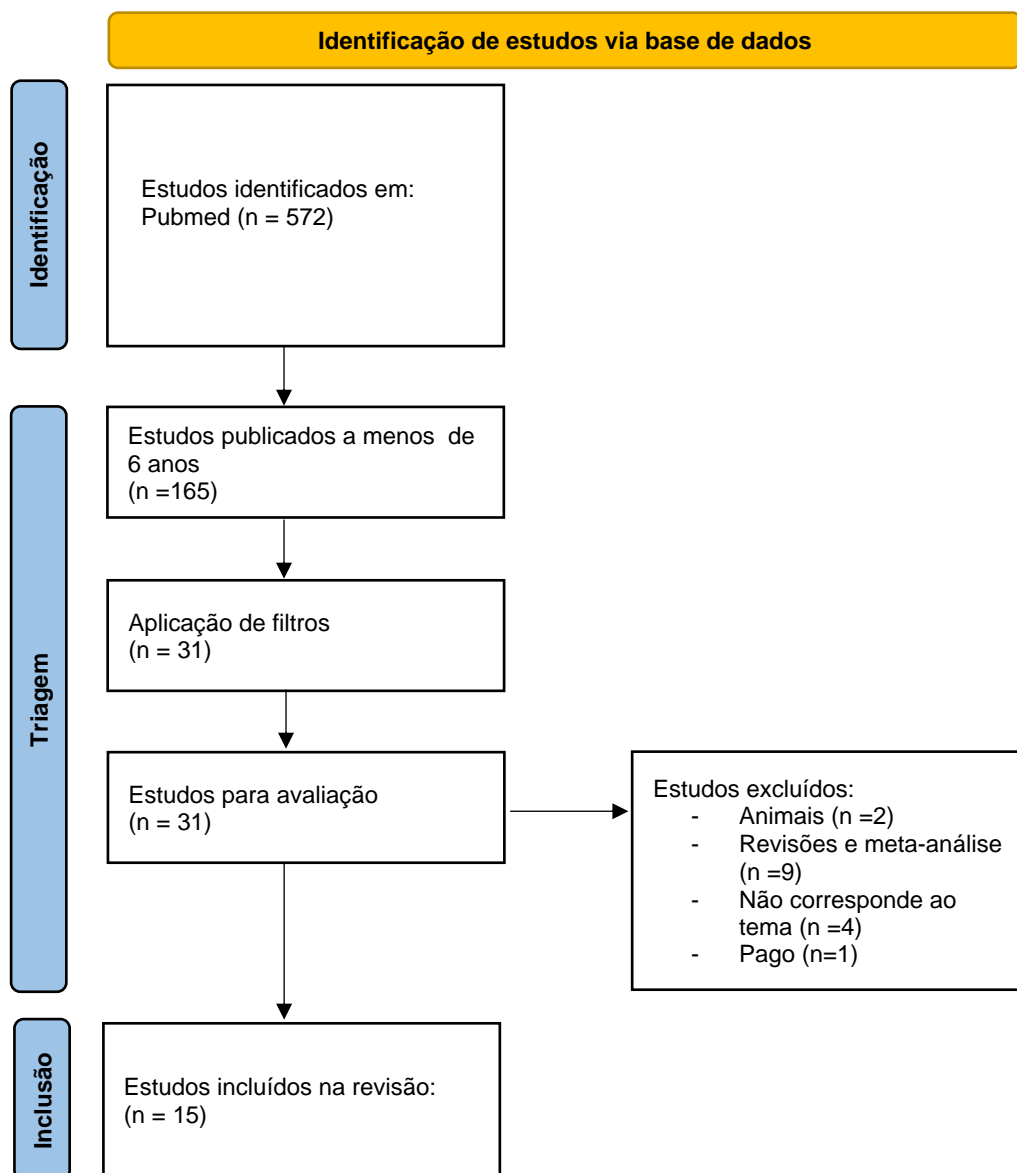 Identificação de estudos via base de dados
Identificação
Estudos identificados em:
Pubmed (n = 572)
Triagem
Estudos publicados a menos  de
6 anos
(n =165)
Aplicação de filtros
(n = 31)
Estudos para avaliação
(n = 31)
Estudos excluídos:
- Animais (n =2)
- Revisões e meta-análise
(n =9)
- Não corresponde ao
tema (n =4)
- Pago (n=1)
Inclusão
Estudos incluídos na revisão:
(n = 15)